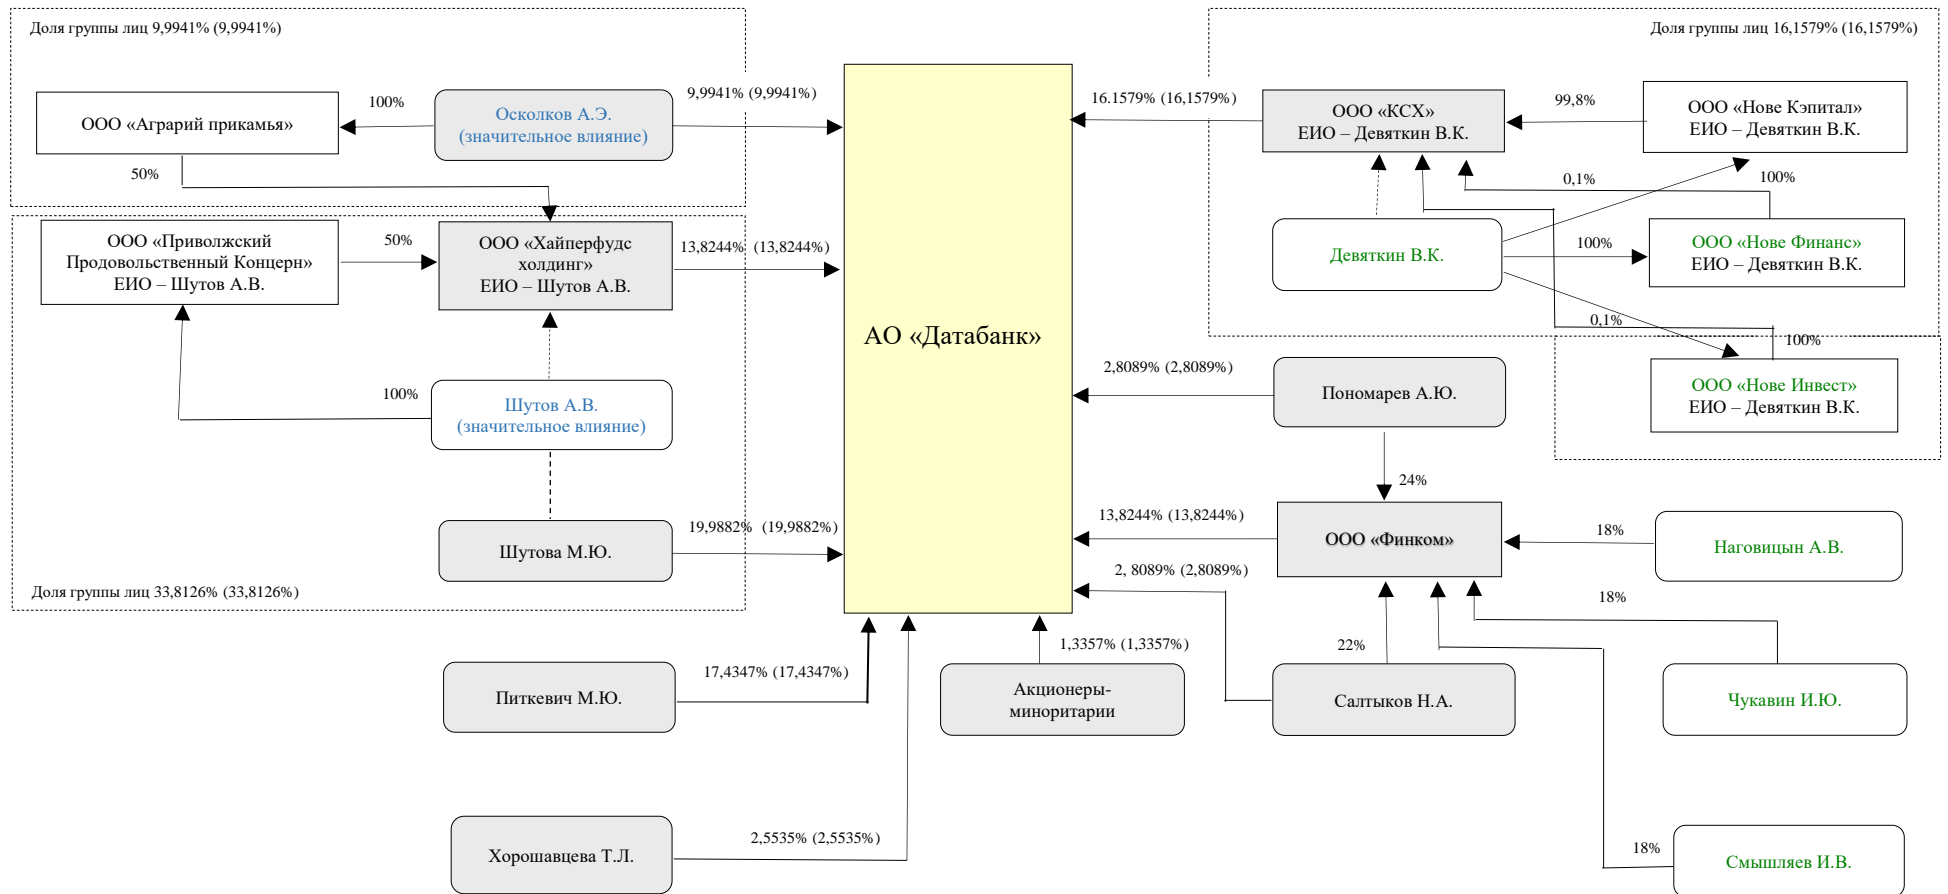 Доля группы лиц 9,9941% (9,9941%)
ООО «Аграрий прикамья»
100%
Осколков А.Э.
(значительное влияние)
9,9941% (9,9941%)
50%
ООО «Приволжский
Продовольственный Концерн»
ЕИО – Шутов А.В.
50%
ООО «Хайперфудс
холдинг»
ЕИО – Шутов А.В.
13,8244% (13,8244%)
100%
Шутов А.В.
(значительное влияние)
Шутова М.Ю.
19,9882% (19,9882%)
Доля группы лиц 33,8126% (33,8126%)
Питкевич М.Ю.
17,4347% (17,4347%)
Хорошавцева Т.Л.
2,5535% (2,5535%)
АО «Датабанк»
1,3357% (1,3357%)
Акционеры-
миноритарии
Доля группы лиц 16,1579% (16,1579%)
16.1579% (16,1579%)
ООО «КСХ»
ЕИО – Девяткин В.К.
99,8%
ООО «Нове Кэпитал»
ЕИО – Девяткин В.К.
0,1%
100%
Девяткин В.К.
100%
ООО «Нове Финанс»
ЕИО – Девяткин В.К.
0,1%
100%
ООО «Нове Инвест»
ЕИО – Девяткин В.К.
2,8089% (2,8089%)
Пономарев А.Ю.
24%
13,8244% (13,8244%)
ООО «Финком»
18%
Наговицын А.В.
2, 8089% (2,8089%)
18%
22%
Салтыков Н.А.
Чукавин И.Ю.
18%
Смышляев И.В.